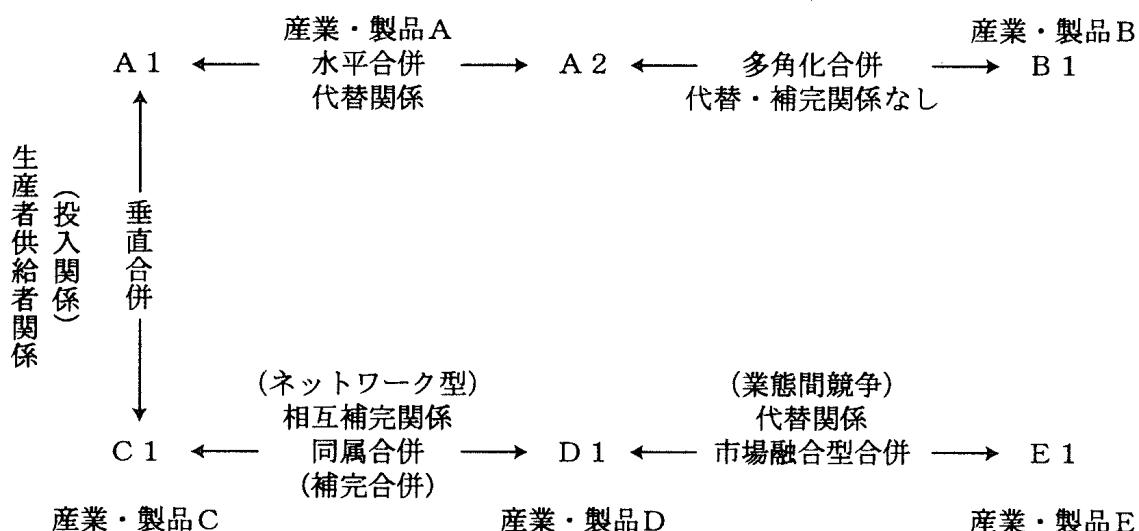 産業・製品A
産業・製品B
A1 ←→ 水平合併 ←→ A2 ←→ 多角化合併 ←→ B1
代替関係
代替・補完関係なし
生産者供給者関係
(投入関係)
垂直合併
(ネットワーク型)
(業態間競争)
相互補完関係
代替関係
C1 ←→ 同属合併 ←→ D1 ←→ 市場融合型合併 ←→ E1
(補完合併)
産業・製品C
産業・製品D
産業・製品E